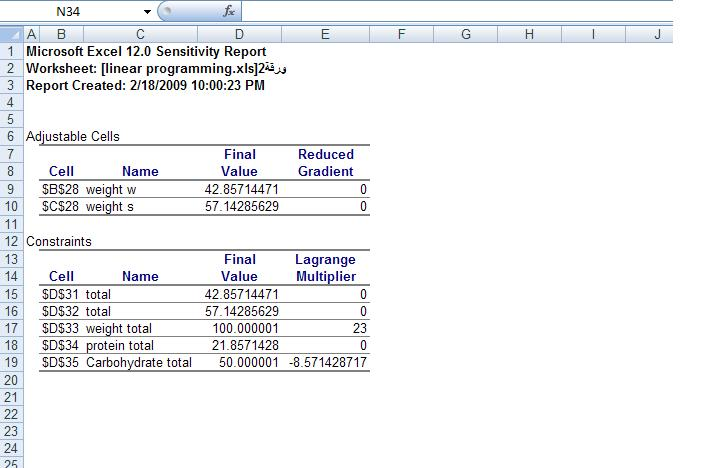 N34 fx
A B C D E F G H I J
1 Microsoft Excel 12.0 Sensitivity Report
2 Worksheet: [linear programming.xls]ورقة2
3 Report Created: 2/18/2009 10:00:23 PM
4
5
6 Adjustable Cells
7 Final Reduced
8 Cell Name Value Gradient
9 $B$28 weight w 42.85714471 0
10 $C$28 weight s 57.14285629 0
11
12 Constraints
13 Final Lagrange
14 Cell Name Value Multiplier
15 $D$31 total 42.85714471 0
16 $D$32 total 57.14285629 0
17 $D$33 weight total 100.000001 23
18 $D$34 protein total 21.8571428 0
19 $D$35 Carbohydrate total 50.000001 -8.571428717
20
21
22
23
24
25